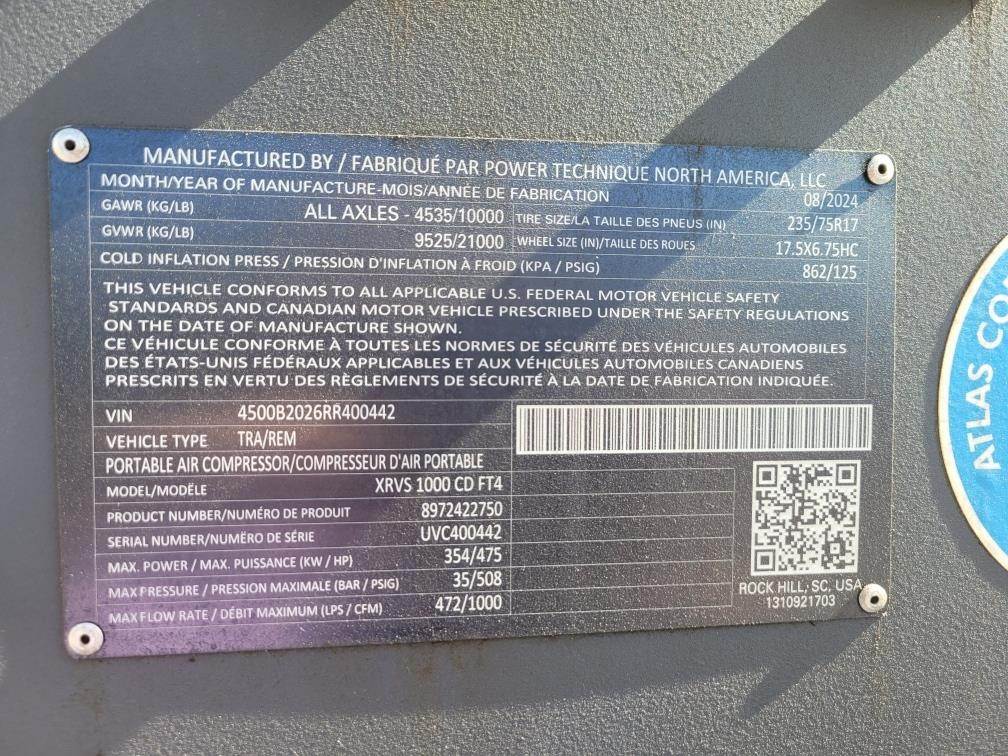 MANUFACTURED BY / FABRIQUÉ PAR POWER TECHNIQUE NORTH AMERICA, LLC
MONTH/YEAR OF MANUFACTURE-MOIS/ANNÉE DE FABRICATION 08/2024
GAWR (KG/LB) ALL AXLES - 4535/10000 TIRE SIZE/LA TAILLE DES PNEUS (IN) 235/75R17
GVWR (KG/LB) 9525/21000 WHEEL SIZE (IN)/TAILLE DES ROUES 17.5X6.75HC
COLD INFLATION PRESS / PRESSION D'INFLATION À FROID (KPA / PSIG) 862/125
THIS VEHICLE CONFORMS TO ALL APPLICABLE U.S. FEDERAL MOTOR VEHICLE SAFETY
STANDARDS AND CANADIAN MOTOR VEHICLE PRESCRIBED UNDER THE SAFETY REGULATIONS
ON THE DATE OF MANUFACTURE SHOWN.
CE VÉHICULE CONFORME À TOUTES LES NORMES DE SÉCURITÉ DES VÉHICULES AUTOMOBILES
DES ÉTATS-UNIS FÉDÉRAUX APPLICABLES ET AUX VÉHICULES AUTOMOBILES CANADIENS
PRESCRITS EN VERTU DES RÈGLEMENTS DE SÉCURITÉ À LA DATE DE FABRICATION INDIQUÉE.
VIN 4500B2026RR400442
VEHICLE TYPE TRA/REM
PORTABLE AIR COMPRESSOR/COMPRESSEUR D'AIR PORTABLE
MODEL/MODËLE XRVS 1000 CD FT4
PRODUCT NUMBER/NUMÉRO DE PRODUIT 8972422750
SERIAL NUMBER/NUMËRO DE SÉRIE UVC400442
MAX. POWER / MAX. PUISSANCE (KW / HP) 354/475
MAX PRESSURE / PRESSION MAXIMALE (BAR / PSIG) 35/508
MAX FLOW RATE / DÉBIT MAXIMUM (LPS / CFM) 472/1000
ROCK HILL, SC, USA
1310921703
ATLAS CO